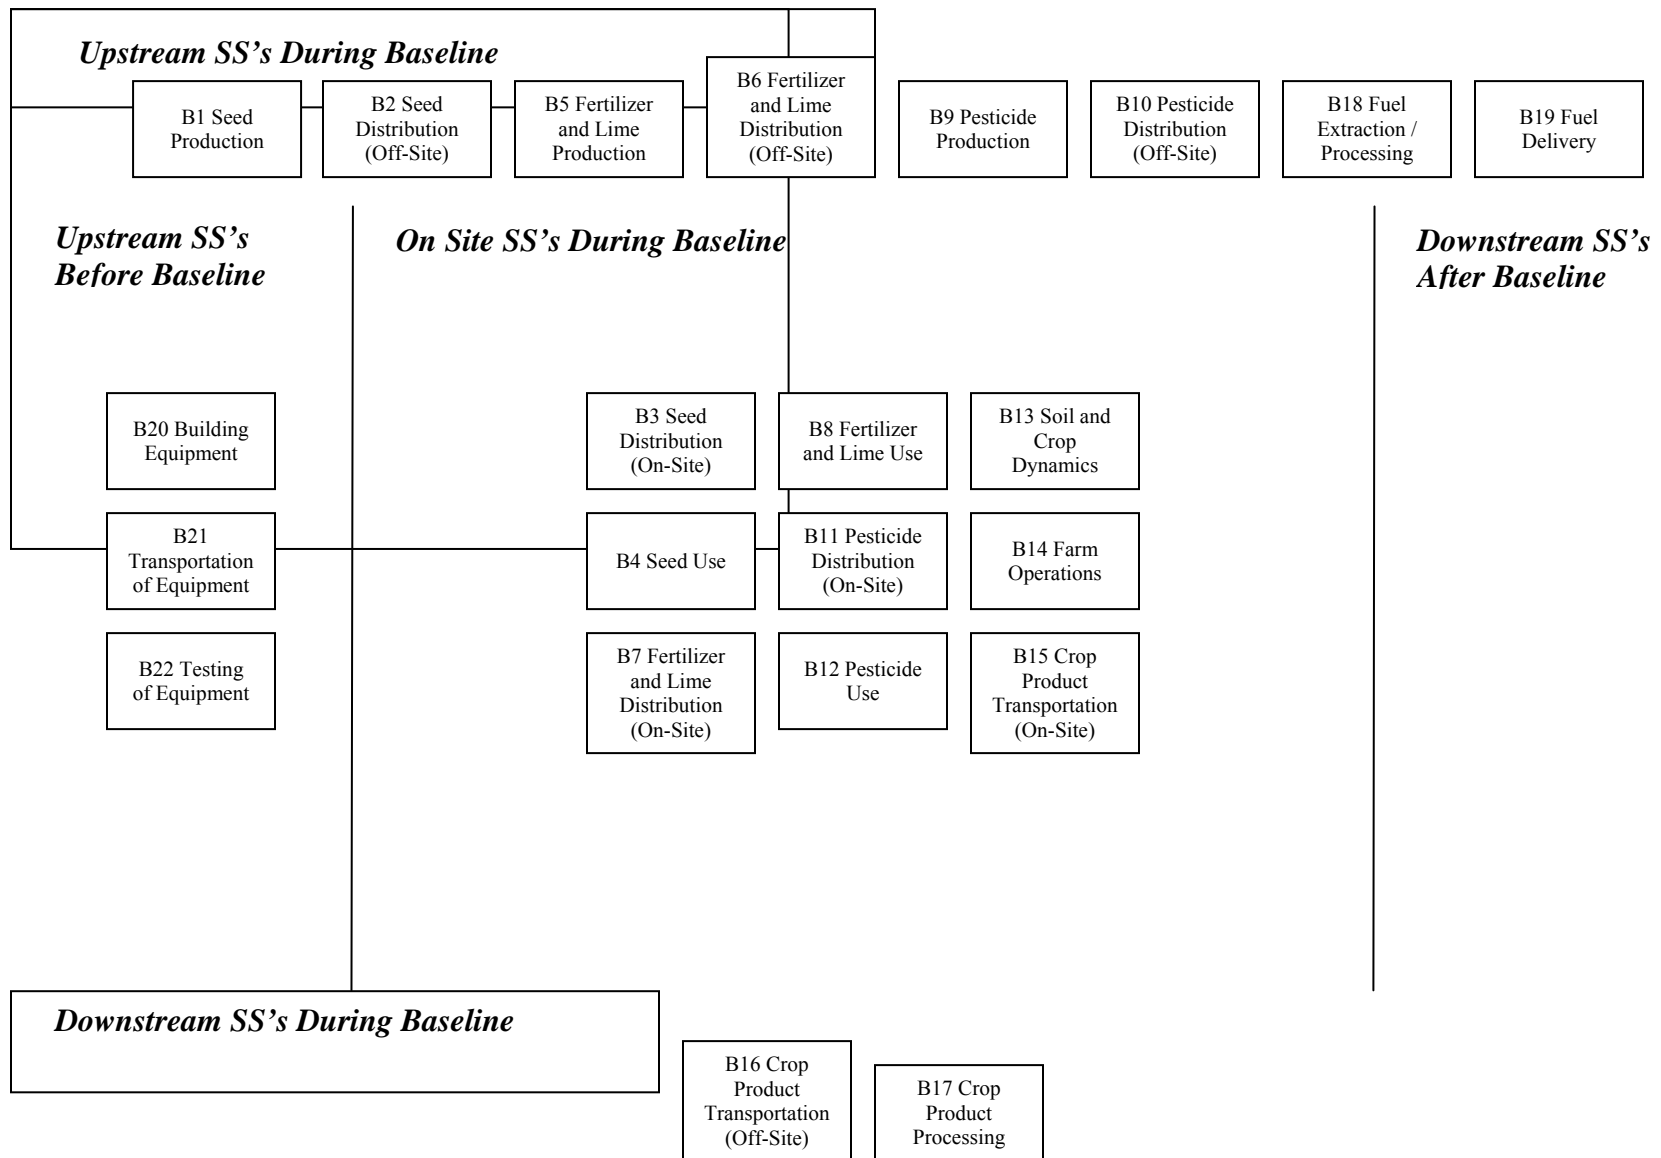 Upstream SS's During Baseline
B1 Seed
Production
B2 Seed
Distribution
(Off-Site)
B5 Fertilizer
and Lime
Production
B6 Fertilizer
and Lime
Distribution
(Off-Site)
B9 Pesticide
Production
B10 Pesticide
Distribution
(Off-Site)
B18 Fuel
Extraction /
Processing
B19 Fuel
Delivery
Upstream SS's
Before Baseline
On Site SS's During Baseline
Downstream SS's
After Baseline
B20 Building
Equipment
B21
Transportation
of Equipment
B22 Testing
of Equipment
B3 Seed
Distribution
(On-Site)
B8 Fertilizer
and Lime Use
B13 Soil and
Crop
Dynamics
B4 Seed Use
B11 Pesticide
Distribution
(On-Site)
B14 Farm
Operations
B7 Fertilizer
and Lime
Distribution
(On-Site)
B12 Pesticide
Use
B15 Crop
Product
Transportation
(On-Site)
Downstream SS's During Baseline
B16 Crop
Product
Transportation
(Off-Site)
B17 Crop
Product
Processing